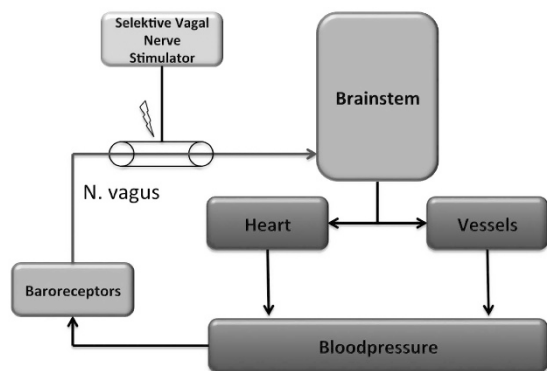 Selektive Vagal
Nerve
Stimulator
Brainstem
N. vagus
Heart
Vessels
Baroreceptors
Bloodpressure